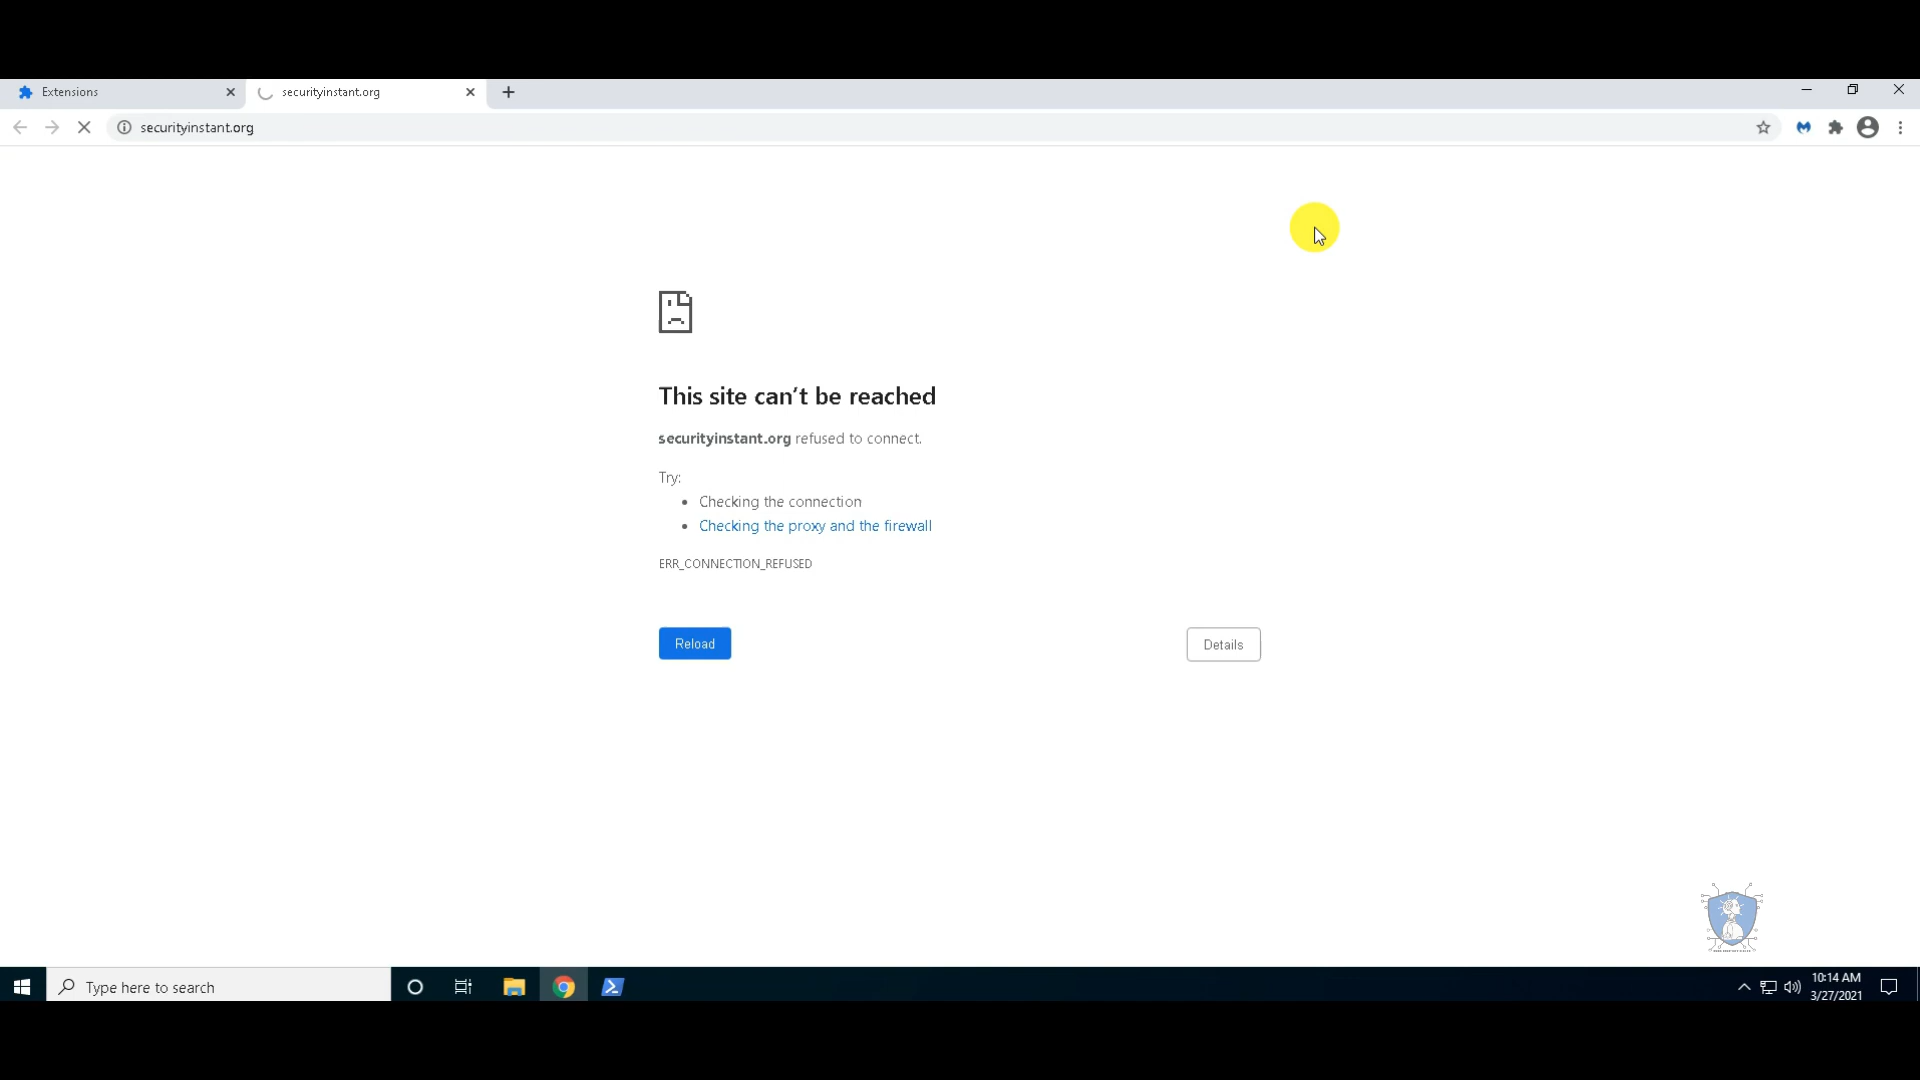 Extensions
securityinstant.org
securityinstant.org
This site can't be reached
securityinstant.org refused to connect.
Try:
Checking the connection
Checking the proxy and the firewall
ERR_CONNECTION_REFUSED
Reload
Details
Type here to search
10:14 AM
3/27/2021